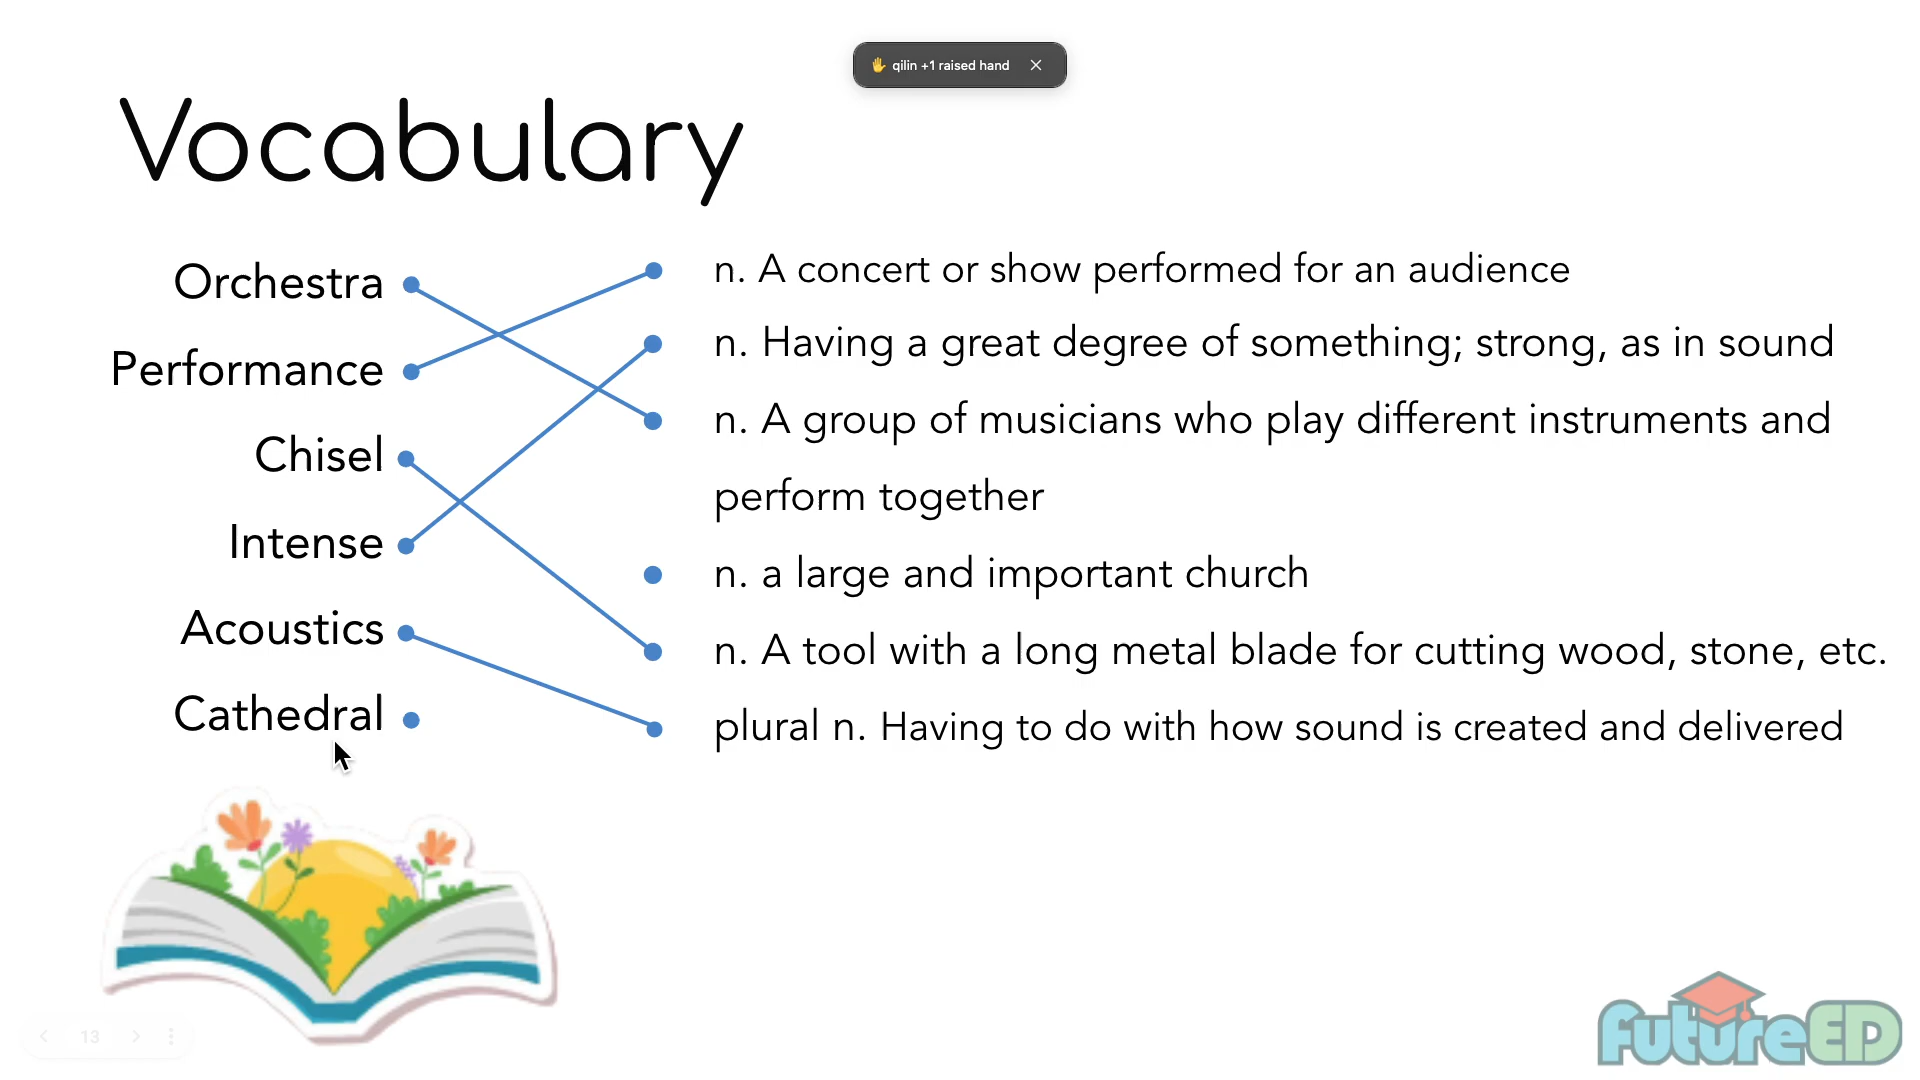 ✋ qilin +1 raised hand
Vocabulary
Orchestra
Performance
Chisel
Intense
Acoustics
Cathedral
n. A concert or show performed for an audience
n. Having a great degree of something; strong, as in sound
n. A group of musicians who play different instruments and
perform together
n. a large and important church
n. A tool with a long metal blade for cutting wood, stone, etc.
plural n. Having to do with how sound is created and delivered
13
futureED